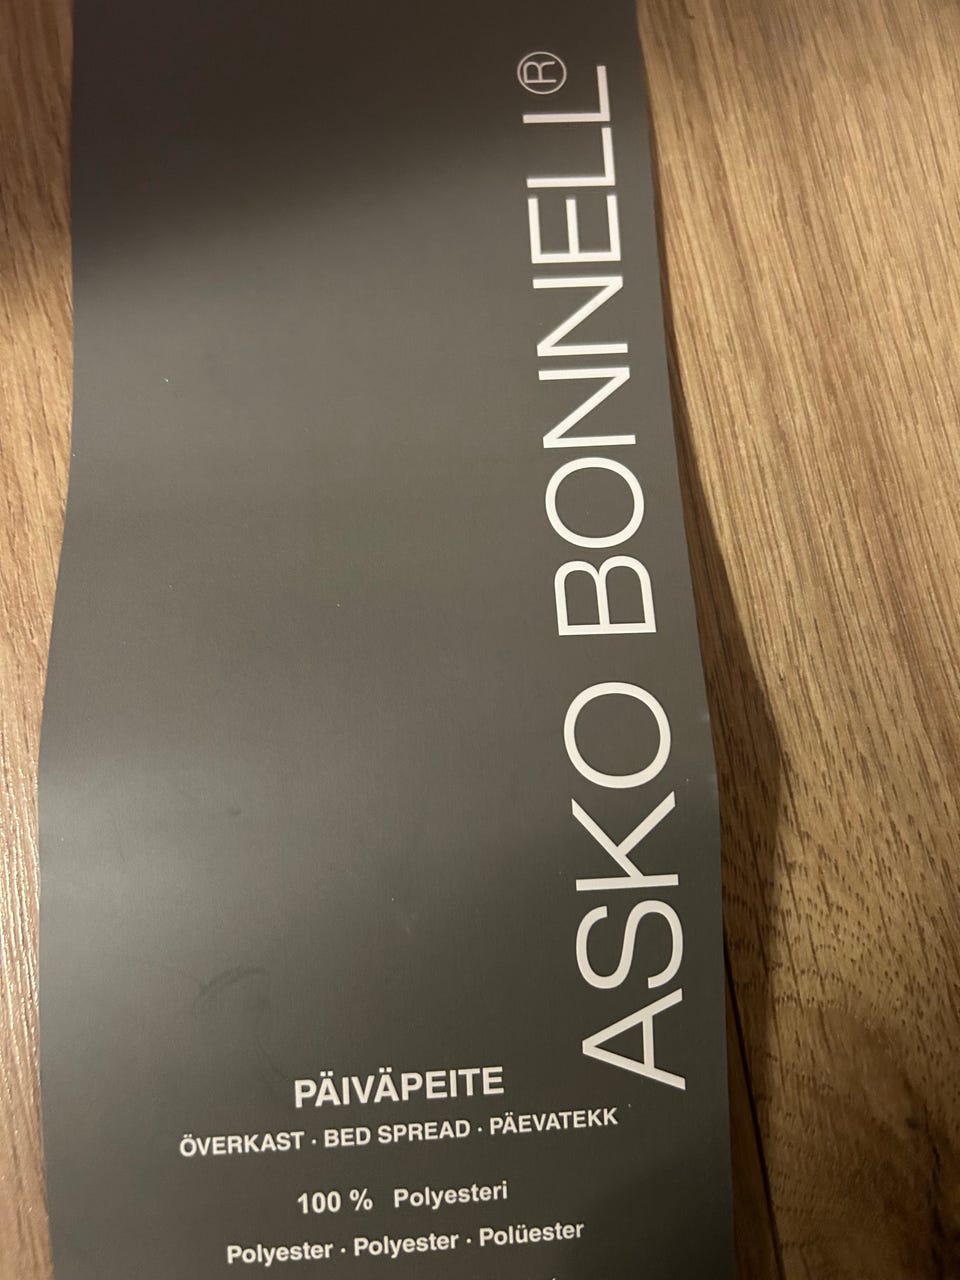 ASKO BONNELL®
PÄIVÄPEITE
ÖVERKAST · BED SPREAD · PÄEVATEKK
100 % Polyesteri
Polyester · Polyester · Polüester